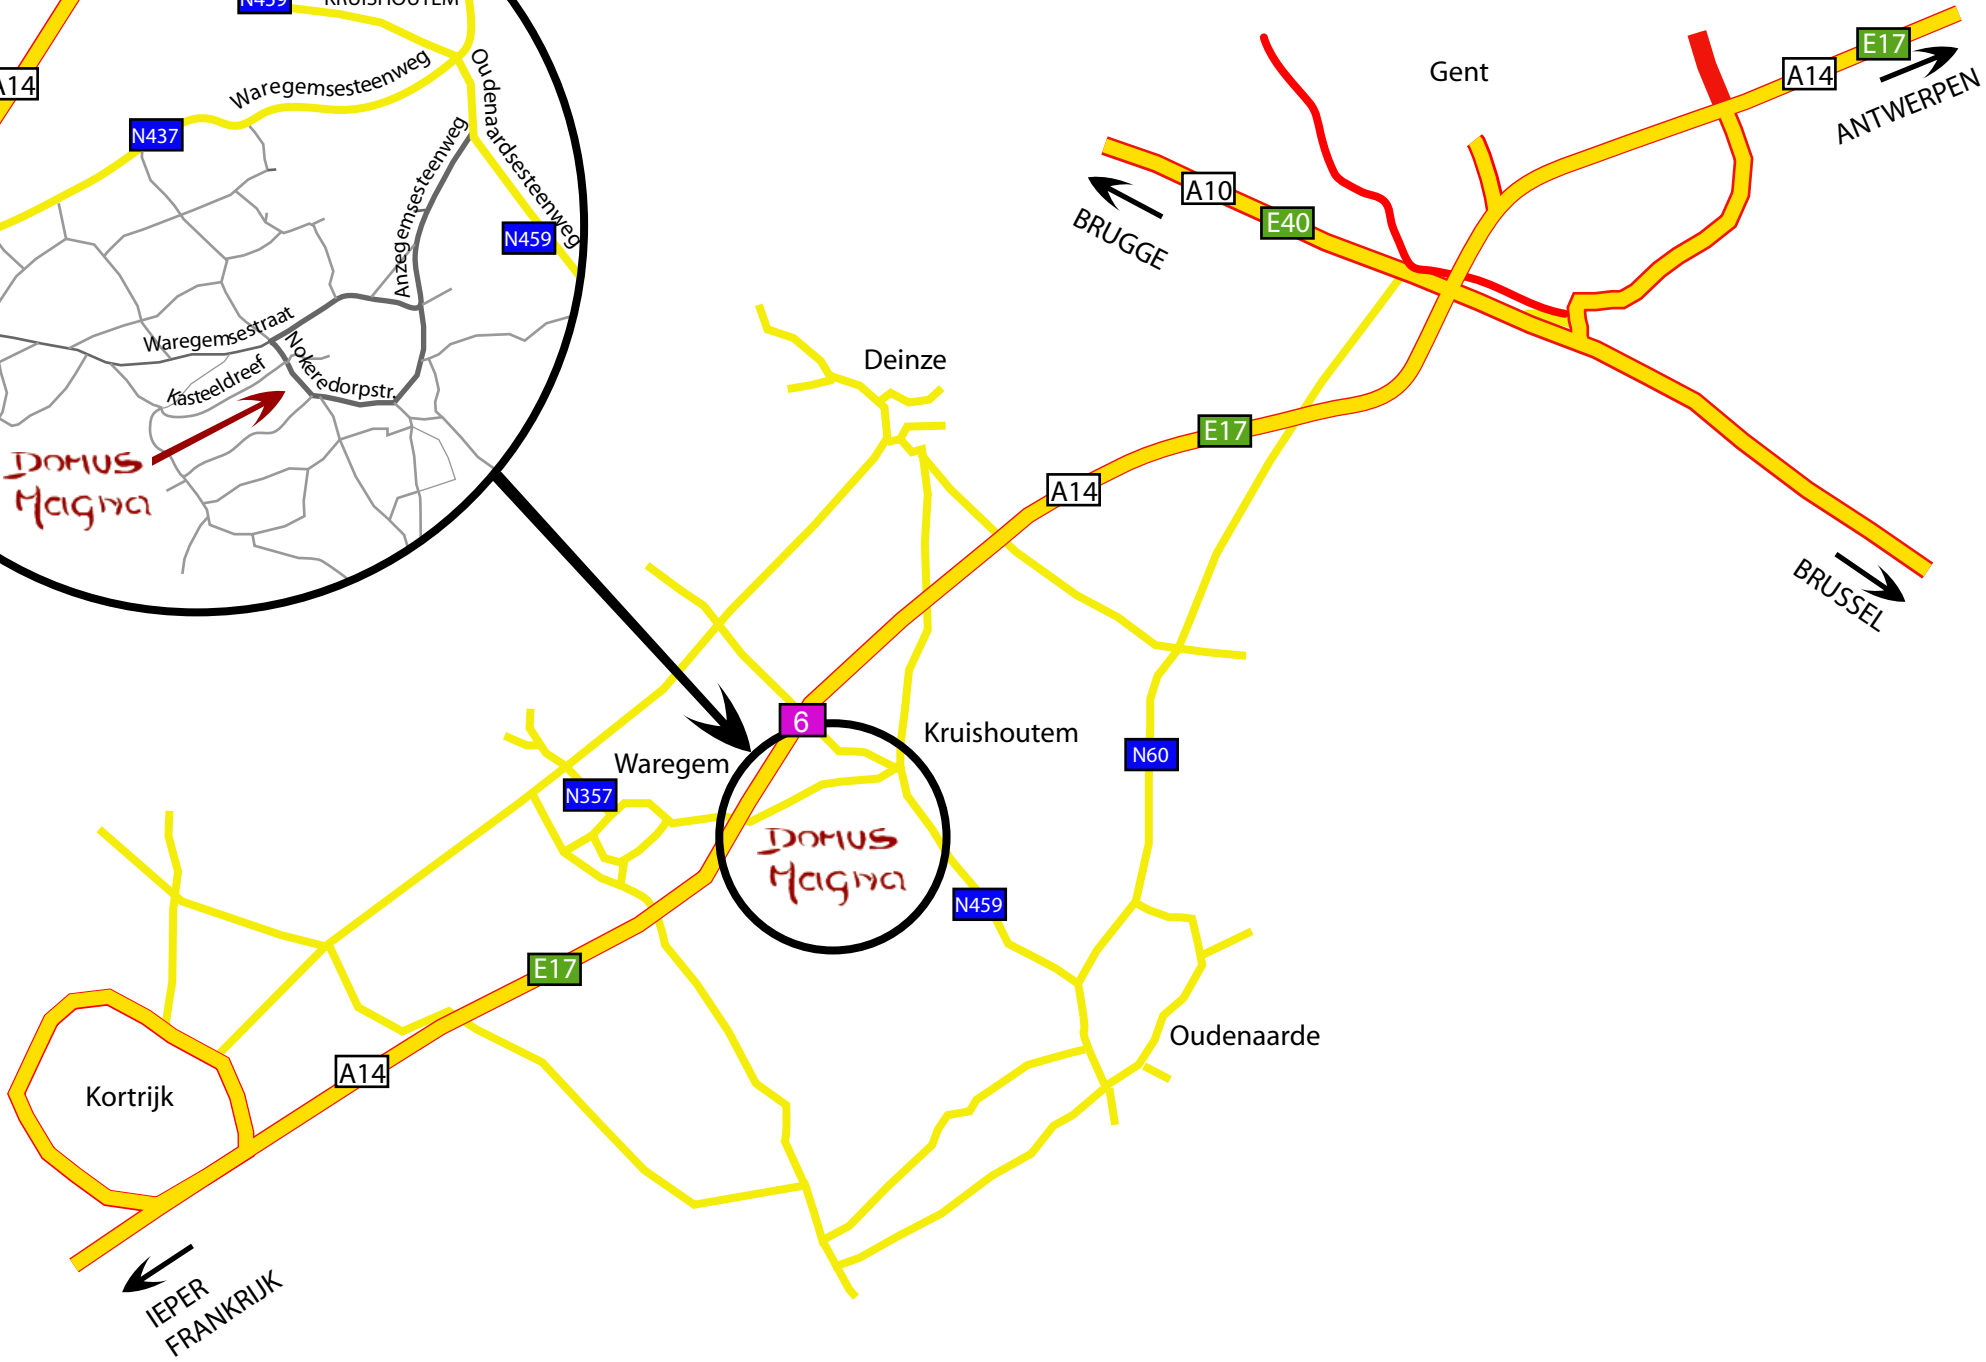 N459
KRUISHOUTEM
A14
Waregemsesteenweg
Oudenaardsesteenweg
N437
Anzegemsesteenweg
N459
Waregemsestraat
Kasteeldreef
Nokeredorpstr.
DOMUS
Magna
Gent
A14
E17
ANTWERPEN
A10
E40
BRUGGE
Deinze
E17
A14
BRUSSEL
6
Kruishoutem
Waregem
N357
N60
DOMUS
Magna
N459
E17
Oudenaarde
A14
Kortrijk
IEPER
FRANKRIJK